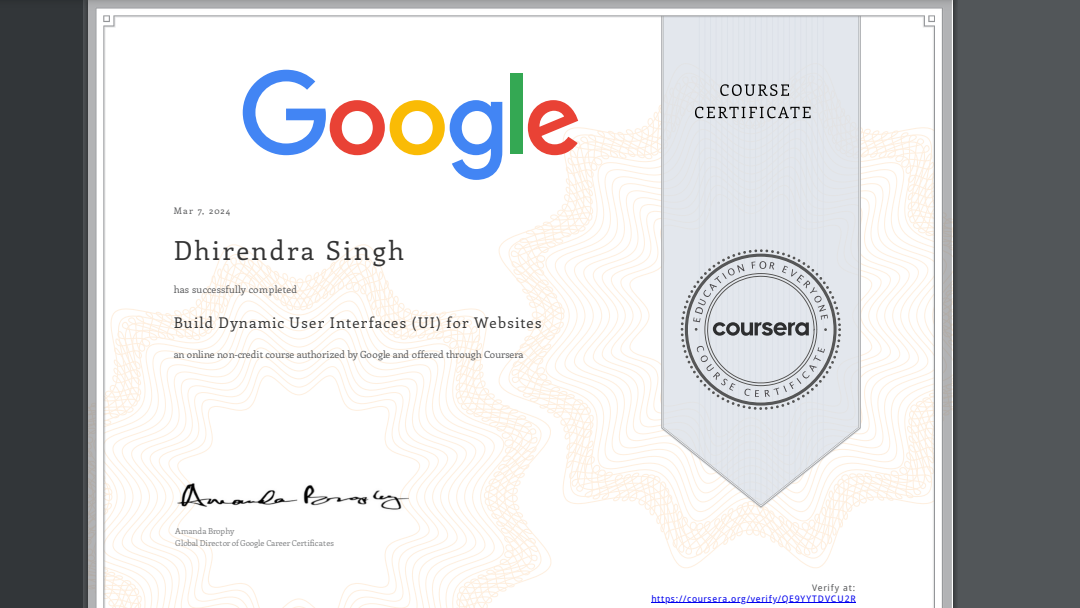 Google
COURSE
CERTIFICATE
Mar 7, 2024
Dhirendra Singh
has successfully completed
Build Dynamic User Interfaces (UI) for Websites
an online non-credit course authorized by Google and offered through Coursera
EDUCATION FOR EVERYONE
coursera
COURSE CERTIFICATE
Amanda Brophy
Amanda Brophy
Global Director of Google Career Certificates
Verify at:
https://coursera.org/verify/QE9YYTDVCU2R